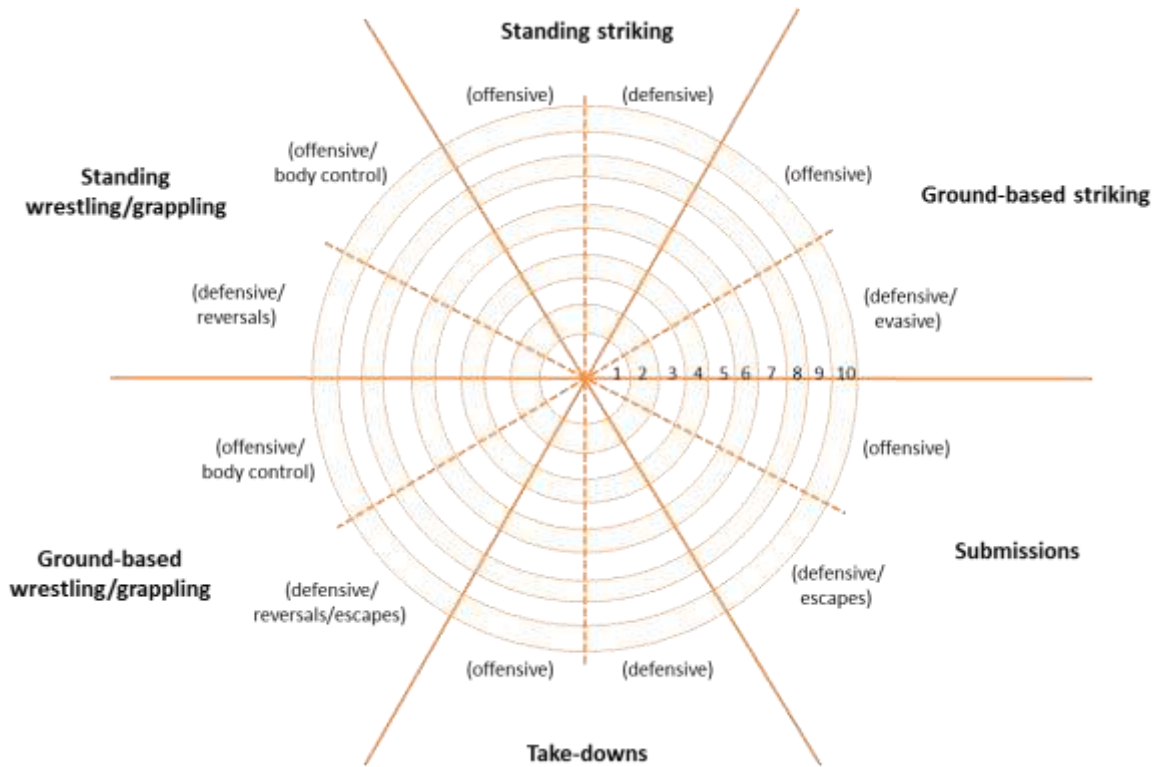 Standing striking
(offensive)
(defensive)
(offensive/
body control)
(offensive)
Standing
wrestling/grappling
Ground-based striking
(defensive/
reversals)
(defensive/
evasive)
1 2 3 4 5 6 7 8 9 10
(offensive/
body control)
(offensive)
Ground-based
wrestling/grappling
Submissions
(defensive/
reversals/escapes)
(defensive/
escapes)
(offensive)
(defensive)
Take-downs